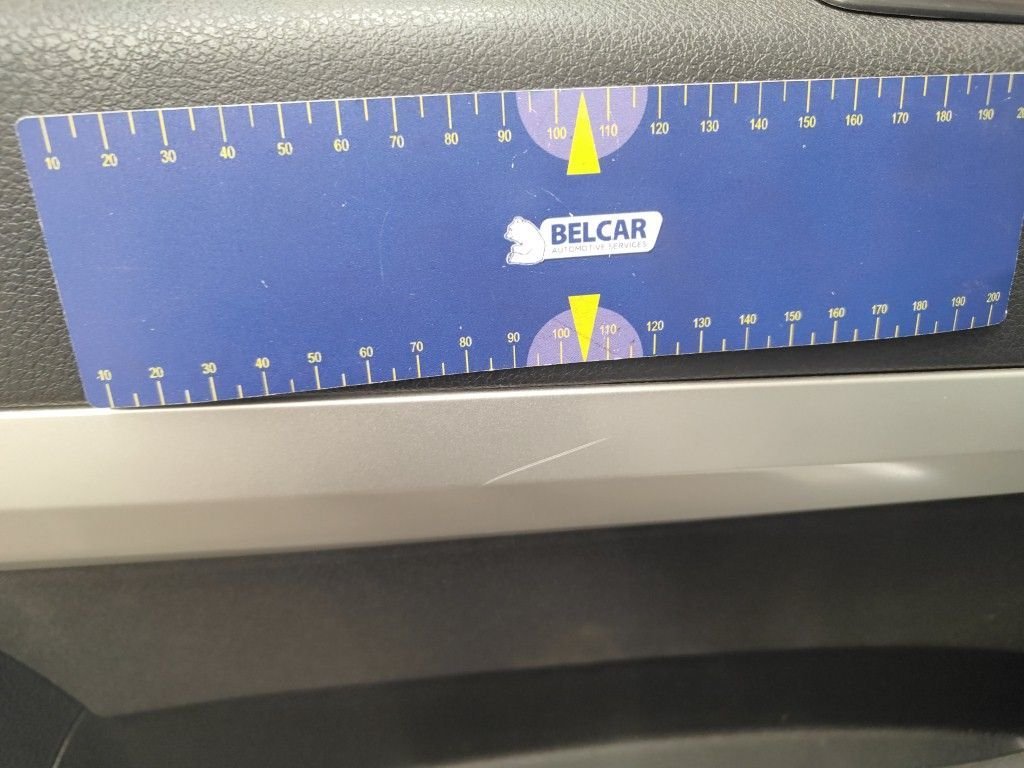 10 20 30 40 50 60 70 80 90 100 110 120 130 140 150 160 170 180 190
BELCAR
AUTOMOTIVE SERVICES
10 20 30 40 50 60 70 80 90 100 110 120 130 140 150 160 170 180 190 200